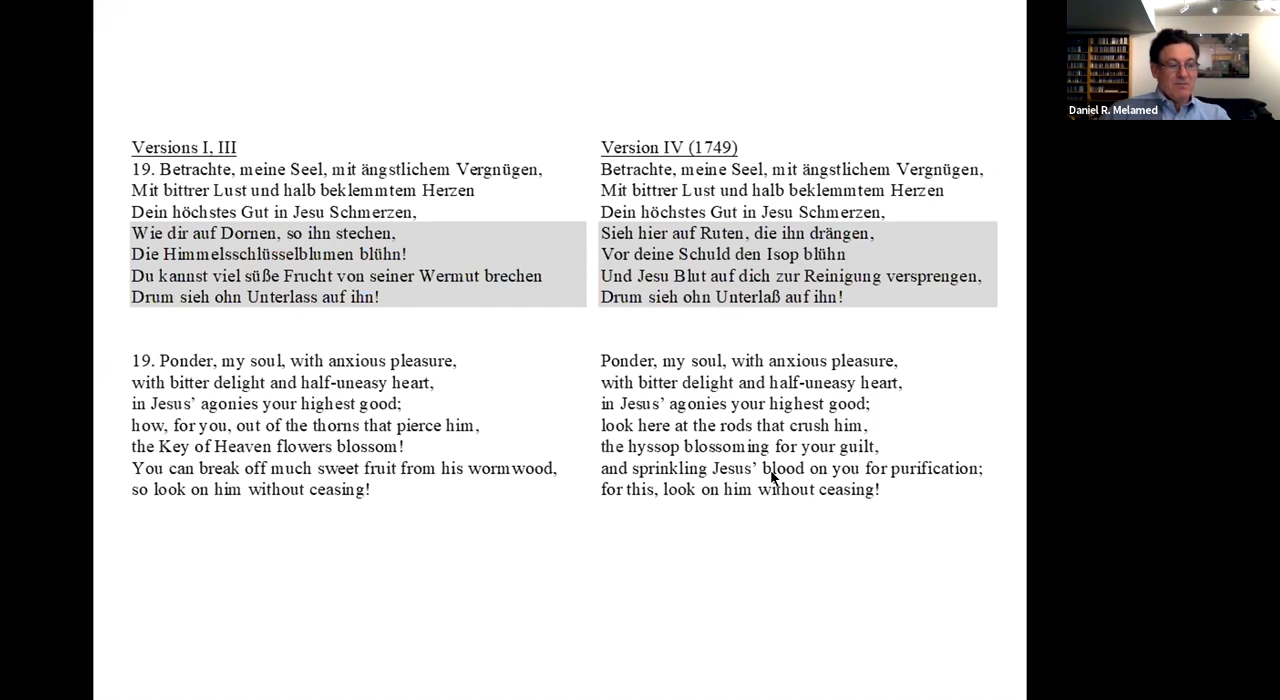 Versions I, III
19. Betrachte, meine Seel, mit ängstlichem Vergnügen,
Mit bittrer Lust und halb beklemmtem Herzen
Dein höchstes Gut in Jesu Schmerzen,
Wie dir auf Dornen, so ihn stechen,
Die Himmelsschlüsselblumen blühn!
Du kannst viel süße Frucht von seiner Wermut brechen
Drum sieh ohn Unterlass auf ihn!
19. Ponder, my soul, with anxious pleasure,
with bitter delight and half-uneasy heart,
in Jesus’ agonies your highest good;
how, for you, out of the thorns that pierce him,
the Key of Heaven flowers blossom!
You can break off much sweet fruit from his wormwood,
so look on him without ceasing!
Version IV (1749)
Betrachte, meine Seel, mit ängstlichem Vergnügen,
Mit bittrer Lust und halb beklemmtem Herzen
Dein höchstes Gut in Jesu Schmerzen,
Sieh hier auf Ruten, die ihn drängen,
Vor deine Schuld den Isop blühn
Und Jesu Blut auf dich zur Reinigung versprengen,
Drum sieh ohn Unterlaß auf ihn!
Ponder, my soul, with anxious pleasure,
with bitter delight and half-uneasy heart,
in Jesus’ agonies your highest good;
look here at the rods that crush him,
the hyssop blossoming for your guilt,
and sprinkling Jesus’ blood on you for purification;
for this, look on him without ceasing!
Daniel R. Melamed